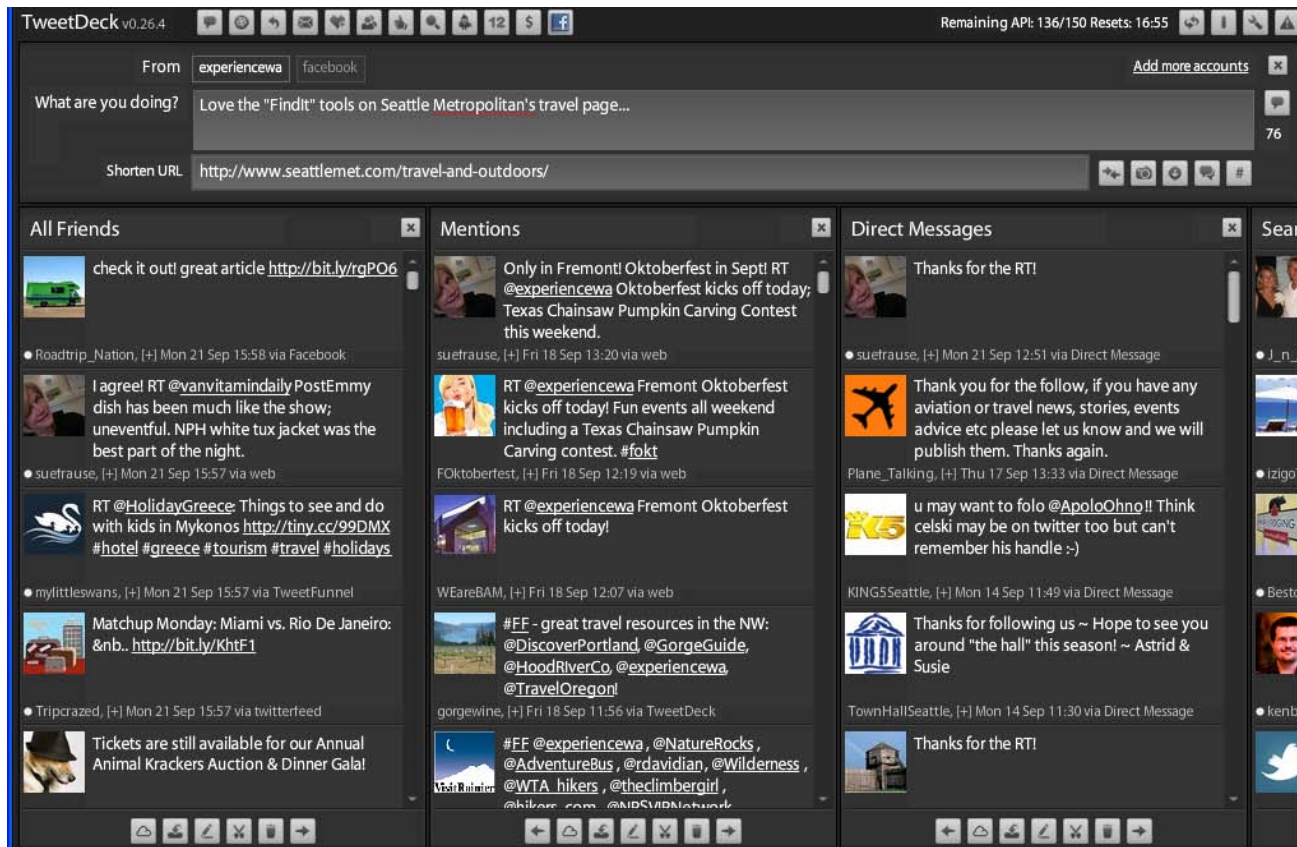 TweetDeck v0.26.4
12
$
f
Remaining API: 136/150 Resets: 16:55
From
experiencewa
facebook
Add more accounts
What are you doing?
Love the "FindIt" tools on Seattle Metropolitan's travel page...
76
Shorten URL
http://www.seattlemet.com/travel-and-outdoors/
#
All Friends
check it out! great article http://bit.ly/rgPO6
Roadtrip_Nation, [+] Mon 21 Sep 15:58 via Facebook
I agree! RT @vanvitamindaily PostEmmy
dish has been much like the show;
uneventful. NPH white tux jacket was the
best part of the night.
suefrause, [+] Mon 21 Sep 15:57 via web
RT @HolidayGreece: Things to see and do
with kids in Mykonos http://tiny.cc/99DMX
#hotel #greece #tourism #travel #holidays
mylittleswans, [+] Mon 21 Sep 15:57 via TweetFunnel
Matchup Monday: Miami vs. Rio De Janeiro:
&nb.. http://bit.ly/KhtF1
Tripcrazed, [+] Mon 21 Sep 15:57 via twitterfeed
Tickets are still available for our Annual
Animal Krackers Auction & Dinner Gala!
Mentions
Only in Fremont! Oktoberfest in Sept! RT
@experiencewa Oktoberfest kicks off today;
Texas Chainsaw Pumpkin Carving Contest
this weekend.
suefrause, [+] Fri 18 Sep 13:20 via web
RT @experiencewa Fremont Oktoberfest
kicks off today! Fun events all weekend
including a Texas Chainsaw Pumpkin
Carving contest. #fokt
FOktoberfest, [+] Fri 18 Sep 12:19 via web
RT @experiencewa Fremont Oktoberfest
kicks off today!
WEareBAM, [+] Fri 18 Sep 12:07 via web
#FF - great travel resources in the NW:
@DiscoverPortland, @GorgeGuide,
@HoodRIverCo, @experiencewa,
@TravelOregon!
gorgewine, [+] Fri 18 Sep 11:56 via TweetDeck
Visit Rainier
#FF @experiencewa , @NatureRocks ,
@AdventureBus , @rdavidian, @Wilderness ,
@WTA_hikers , @theclimbergirl ,
@hikers_com, @NPSVIPNetwork
Direct Messages
Thanks for the RT!
suefrause, [+] Mon 21 Sep 12:51 via Direct Message
Thank you for the follow, if you have any
aviation or travel news, stories, events
advice etc please let us know and we will
publish them. Thanks again.
Plane_Talking, [+] Thu 17 Sep 13:33 via Direct Message
u may want to folo @ApoloOhno!! Think
celski may be on twitter too but can't
remember his handle :-)
KING5Seattle, [+] Mon 14 Sep 11:49 via Direct Message
Thanks for following us ~ Hope to see you
around "the hall" this season! ~ Astrid &
Susie
TownHallSeattle, [+] Mon 14 Sep 11:30 via Direct Message
Thanks for the RT!
Sear
J_n_
izigo
Besto
kenb